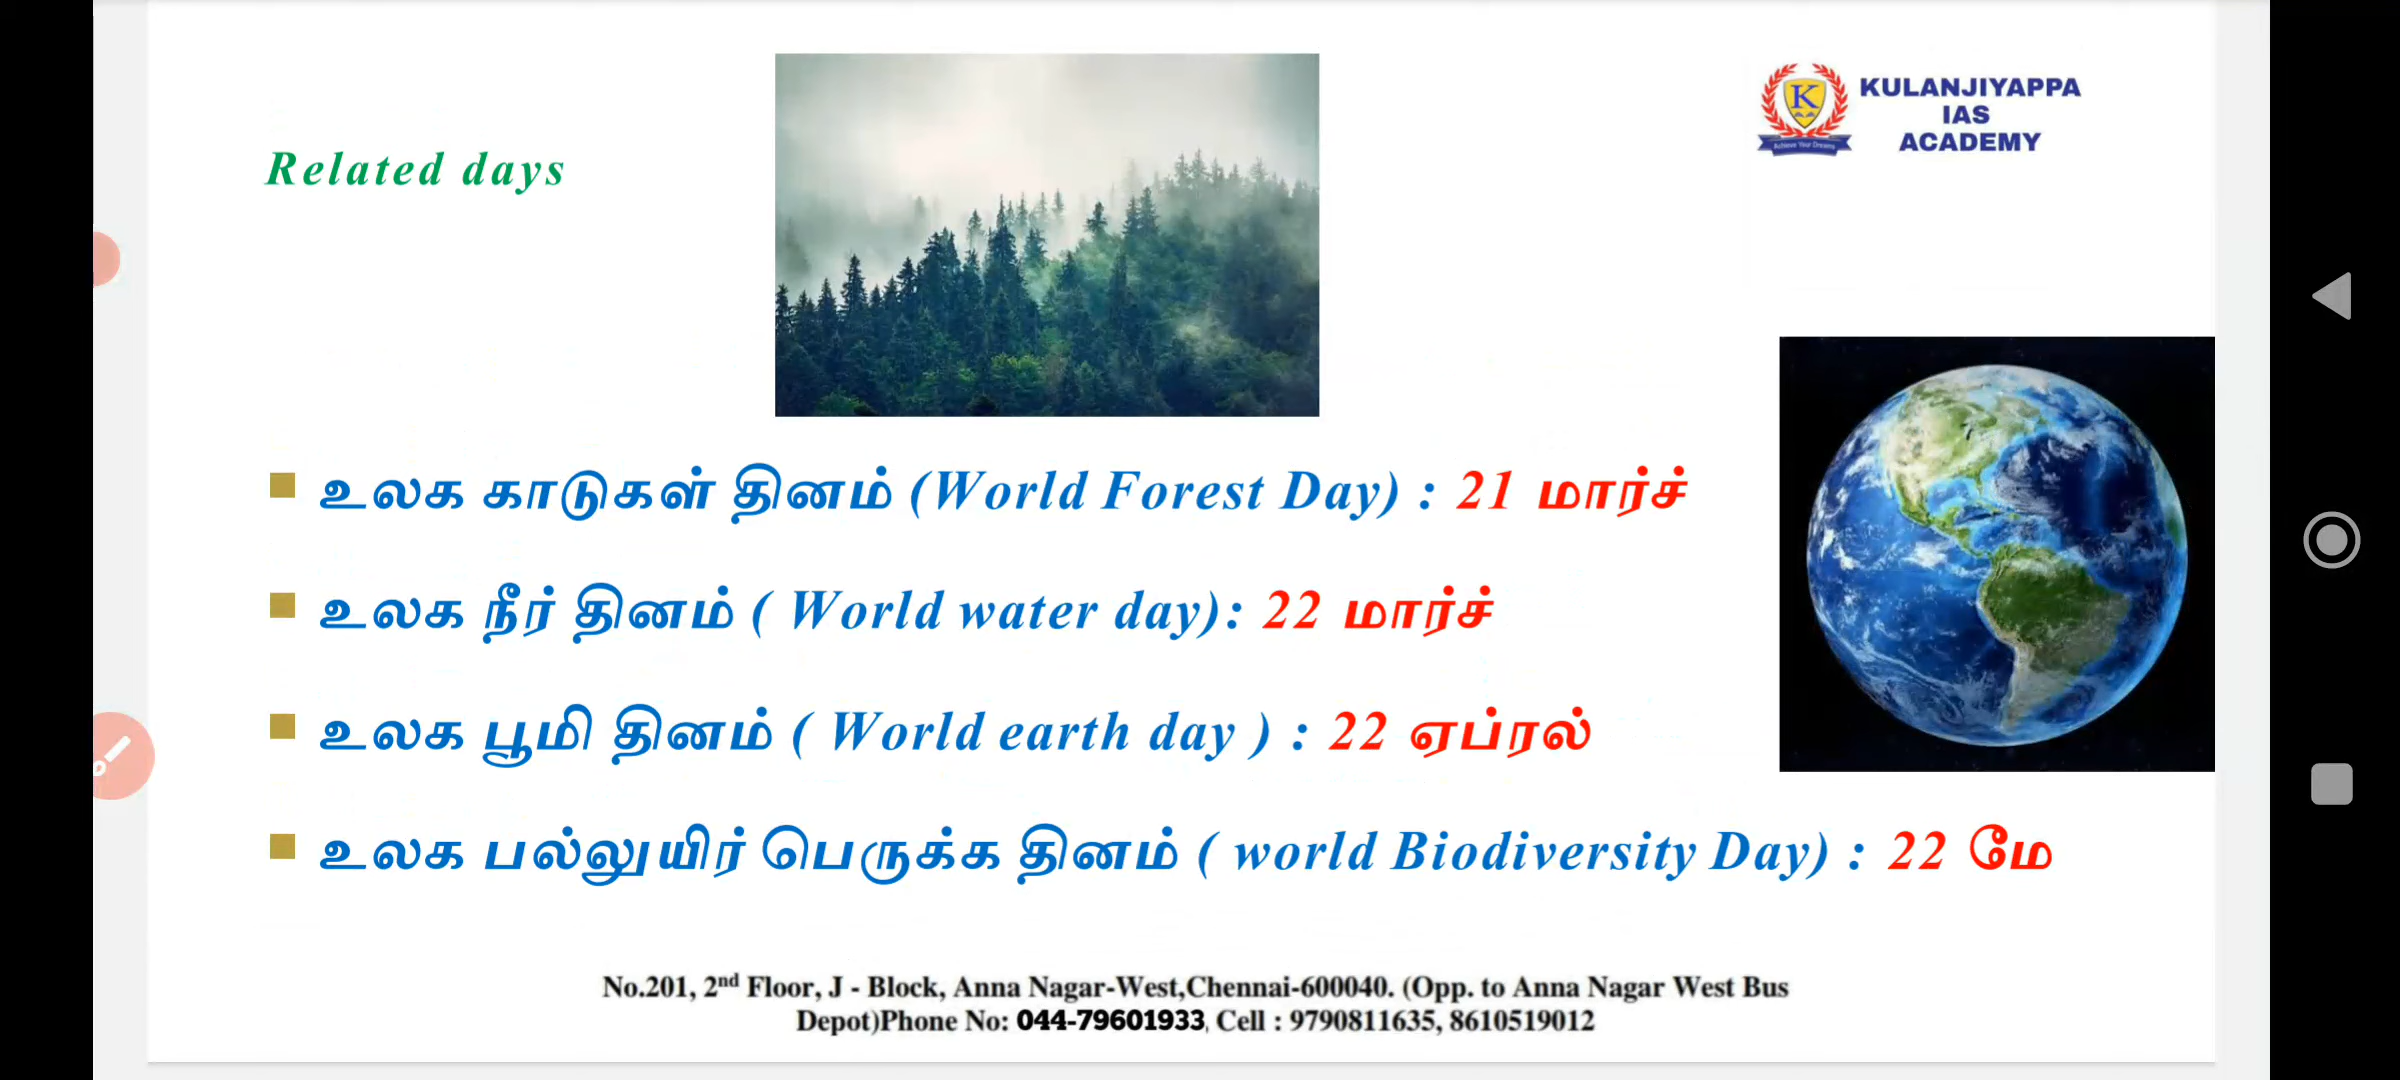 KULANJIYAPPA
IAS
ACADEMY
K
Achieve Your Dreams
Related days
உலக காடுகள் தினம் (World Forest Day) : 21 மார்ச்
உலக நீர் தினம் ( World water day): 22 மார்ச்
உலக பூமி தினம் ( World earth day ) : 22 ஏப்ரல்
உலக பல்லுயிர் பெருக்க தினம் ( world Biodiversity Day) : 22 மே
No.201, 2nd Floor, J - Block, Anna Nagar-West,Chennai-600040. (Opp. to Anna Nagar West Bus
Depot)Phone No: 044-79601933, Cell : 9790811635, 8610519012